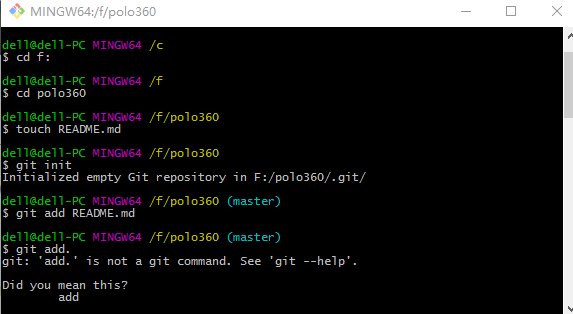 MINGW64:/f/polo360
dell@dell-PC MINGW64 /c
$ cd f:
dell@dell-PC MINGW64 /f
$ cd polo360
dell@dell-PC MINGW64 /f/polo360
$ touch README.md
dell@dell-PC MINGW64 /f/polo360
$ git init
Initialized empty Git repository in F:/polo360/.git/
dell@dell-PC MINGW64 /f/polo360 (master)
$ git add README.md
dell@dell-PC MINGW64 /f/polo360 (master)
$ git add.
git: 'add.' is not a git command. See 'git --help'.
Did you mean this?
add